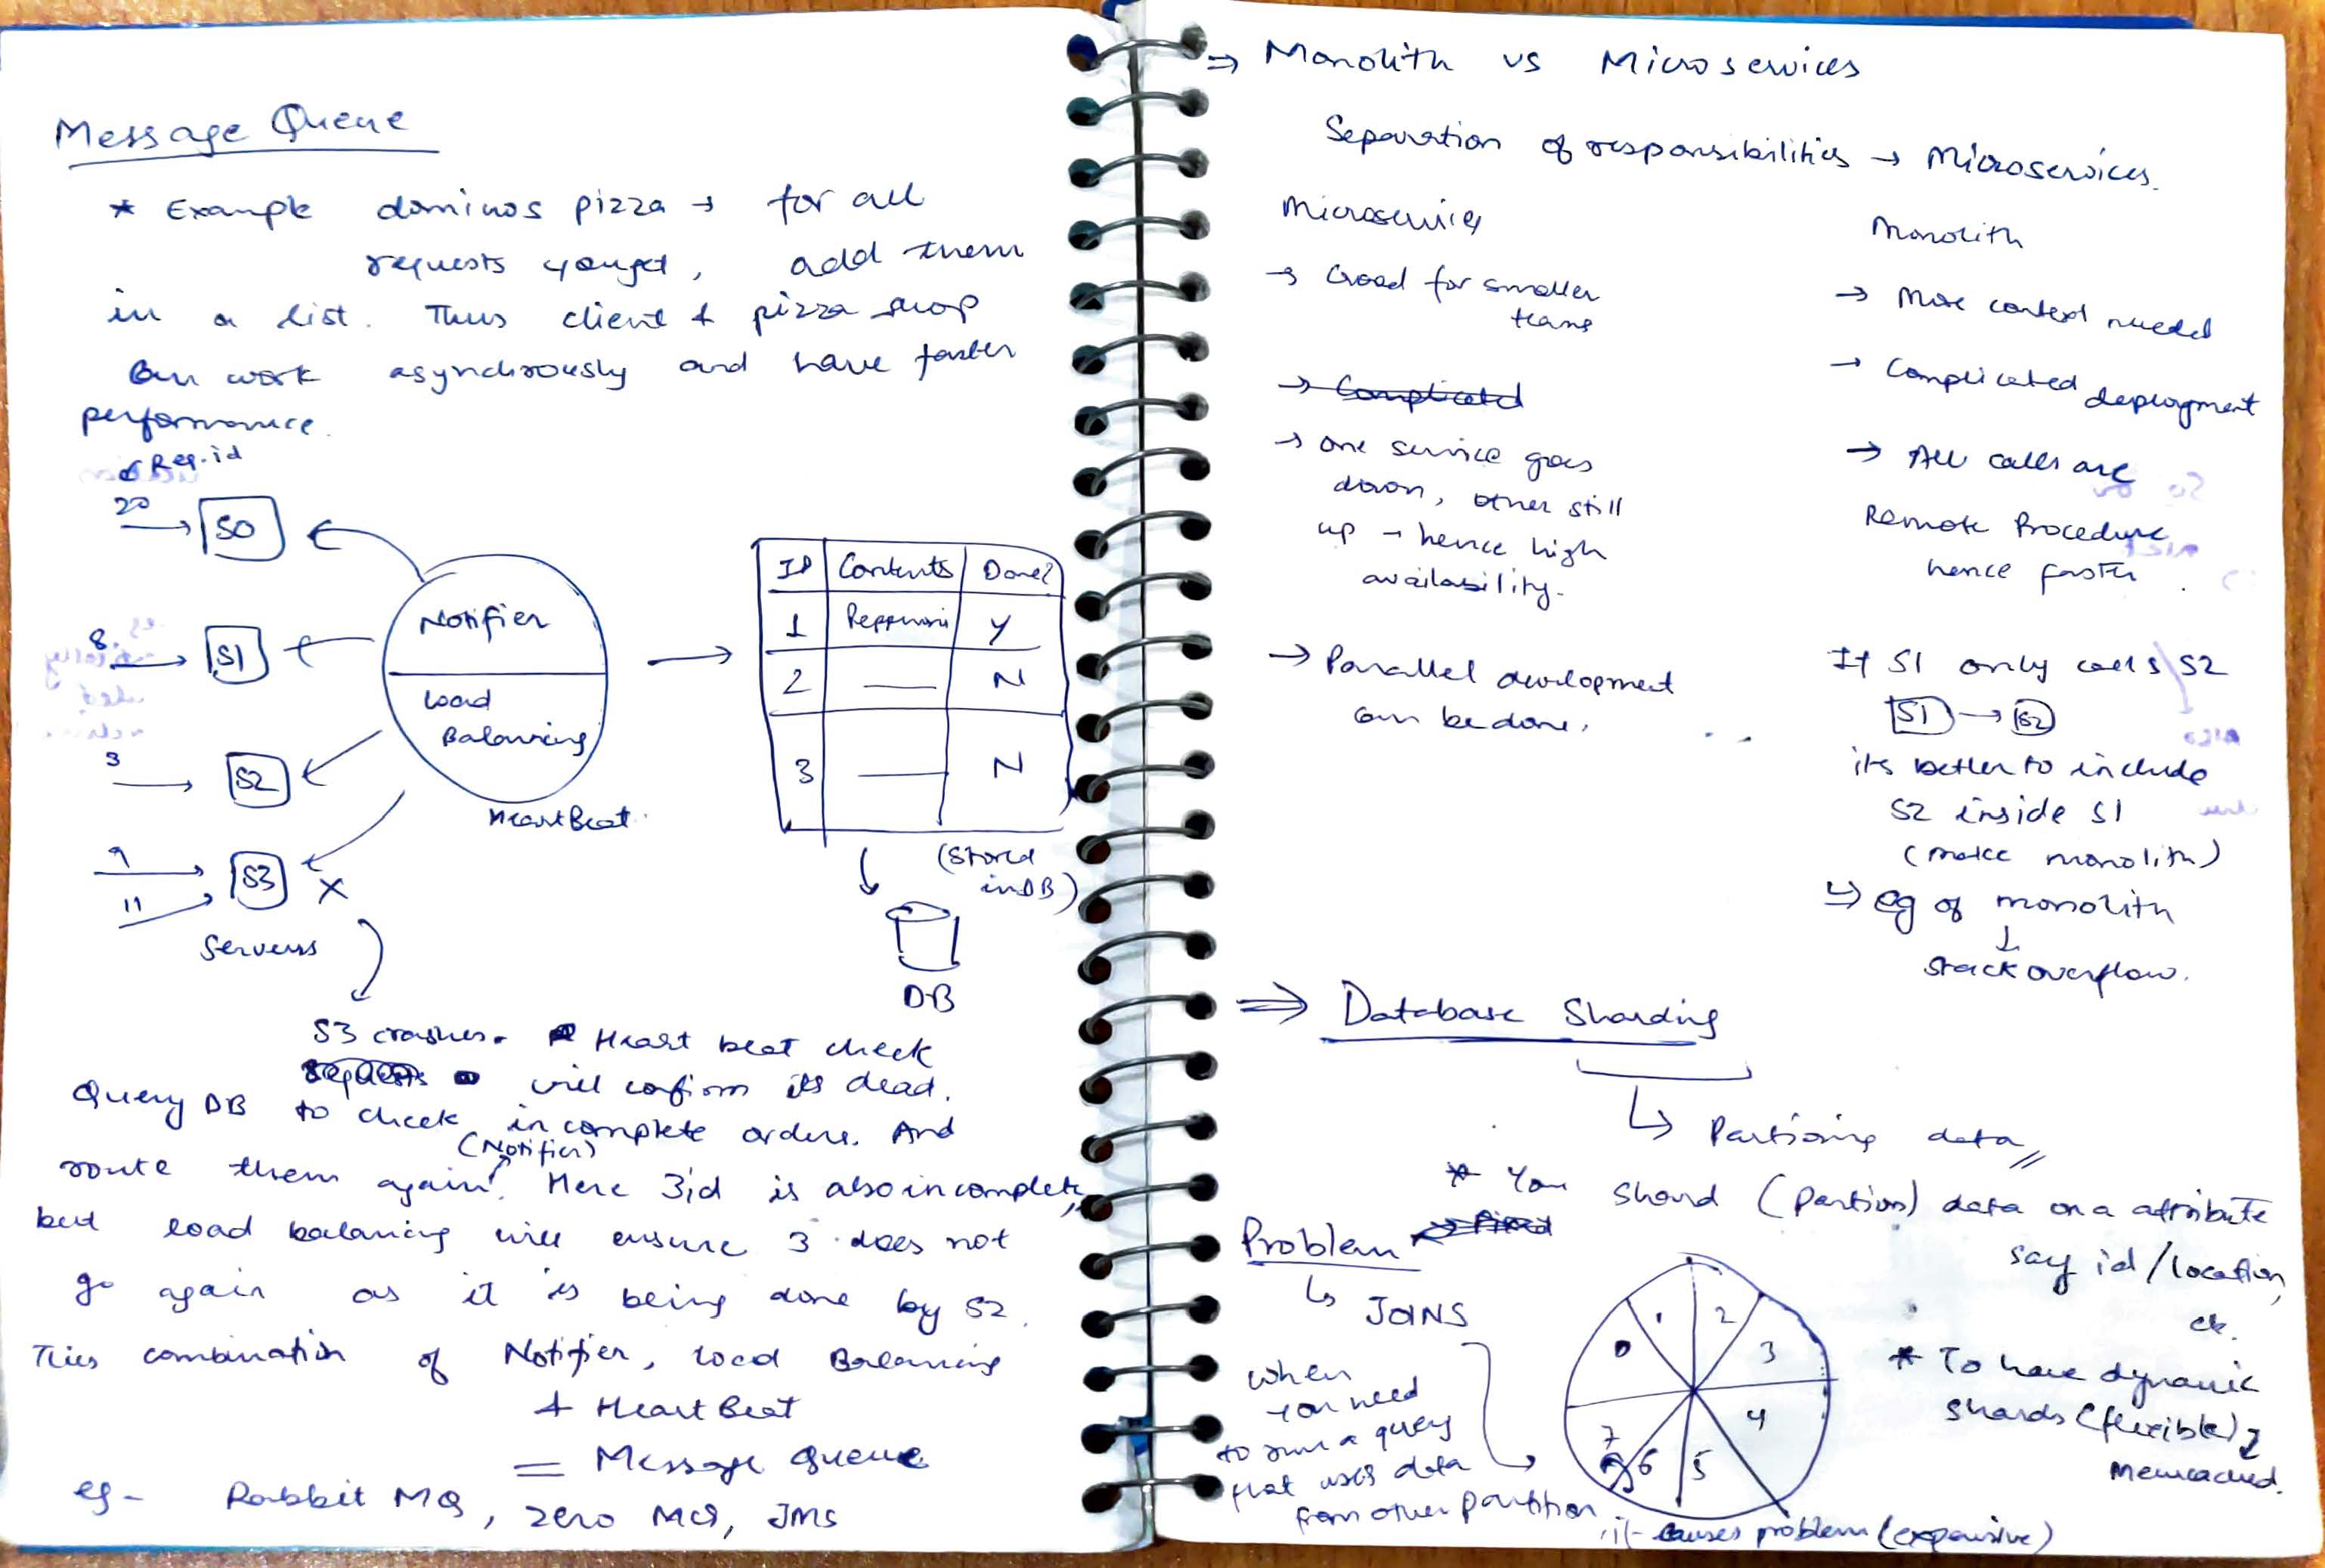 Message Queue
* Example dominos pizza → for all
requests you get, add them
in a list. Thus client & pizza shop
can work asynchrously and have faster
performance.
Req.id
20 → S0
8 → S1
3 → S2
9 → S3 X
11
Servers
Notifier
Load
Balancing
HeartBeat.
ID Contents Done?
1 Pepperoni Y
2 — N
3 — N
(Stored
in DB)
DB
S3 crashes. Heart beat check
will confirm its dead.
Query DB to check incomplete orders. And
(Notifier)
route them again. Here 3 id is also incomplete,
but load balancing will ensure 3 does not
go again as it is being done by S2.
This combination of Notifier, Load Balancing
+ HeartBeat
= Message Queue
eg - Rabbit MQ, Zero MQ, JMS
⇒ Monolith vs Microservices
Separation of responsibilities → Microservices.
Microservices
→ Good for smaller
teams
→ Complicated
→ One service goes
down, other still
up → hence high
availability.
→ Parallel development
can be done.
Monolith
→ More context needed
→ Complicated deployment
→ All calls are
Remote Procedure
hence faster.
If S1 only calls S2
S1 → S2
its better to include
S2 inside S1
(make monolith)
↳ eg of monolith
↓
Stack overflow.
⇒ Database Sharding
↳ Partioning data
* You shard (partion) data on a attribute
say id/location,
etc.
Problem
↳ JOINS
when
you need
to run a query
that uses data
from other partition,
it causes problem (expensive)
0 1 2 3 4 5 6 7
* To have dynamic
shards (flexible)
Memcached.